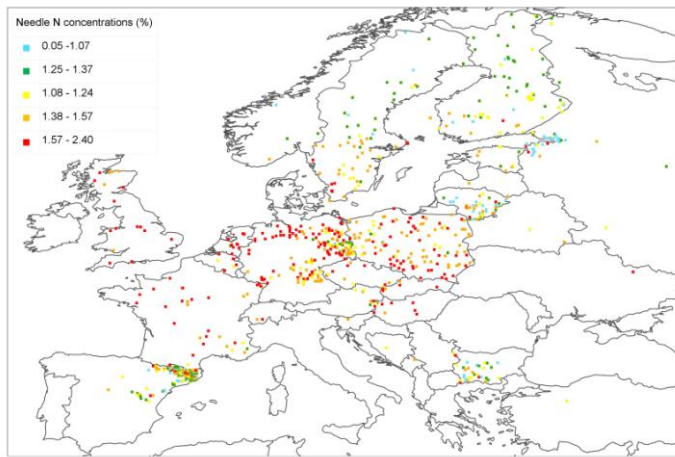 Needle N concentrations (%)
0.05 -1.07
1.25 - 1.37
1.08 - 1.24
1.38 - 1.57
1.57 - 2.40